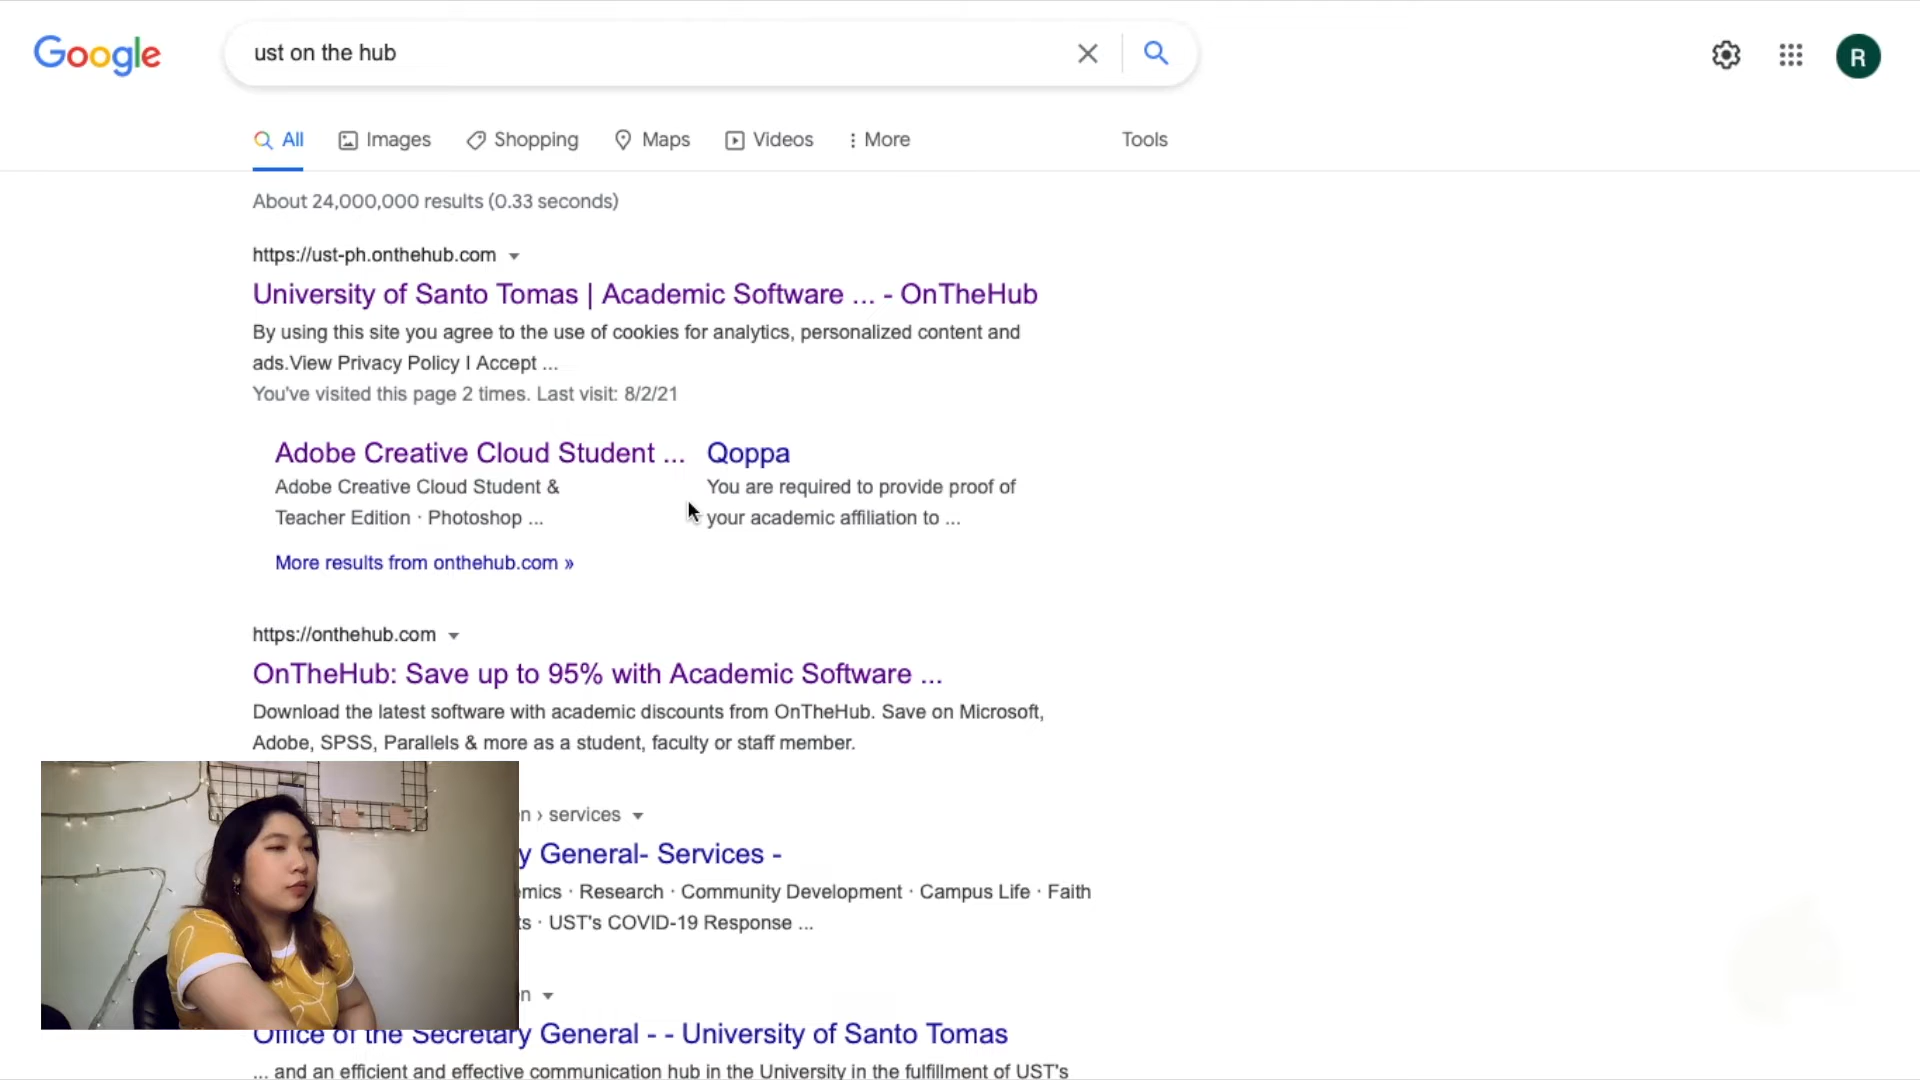 Google
ust on the hub
R
All
Images
Shopping
Maps
Videos
More
Tools
About 24,000,000 results (0.33 seconds)
https://ust-ph.onthehub.com
University of Santo Tomas | Academic Software ... - OnTheHub
By using this site you agree to the use of cookies for analytics, personalized content and
ads.View Privacy Policy I Accept ...
You've visited this page 2 times. Last visit: 8/2/21
Adobe Creative Cloud Student ...
Adobe Creative Cloud Student &
Teacher Edition · Photoshop ...
Qoppa
You are required to provide proof of
your academic affiliation to ...
More results from onthehub.com »
https://onthehub.com
OnTheHub: Save up to 95% with Academic Software ...
Download the latest software with academic discounts from OnTheHub. Save on Microsoft,
Adobe, SPSS, Parallels & more as a student, faculty or staff member.
n › services
y General- Services -
emics · Research · Community Development · Campus Life · Faith
ts · UST's COVID-19 Response ...
n
Office of the Secretary General - - University of Santo Tomas
... and an efficient and effective communication hub in the University in the fulfillment of UST's